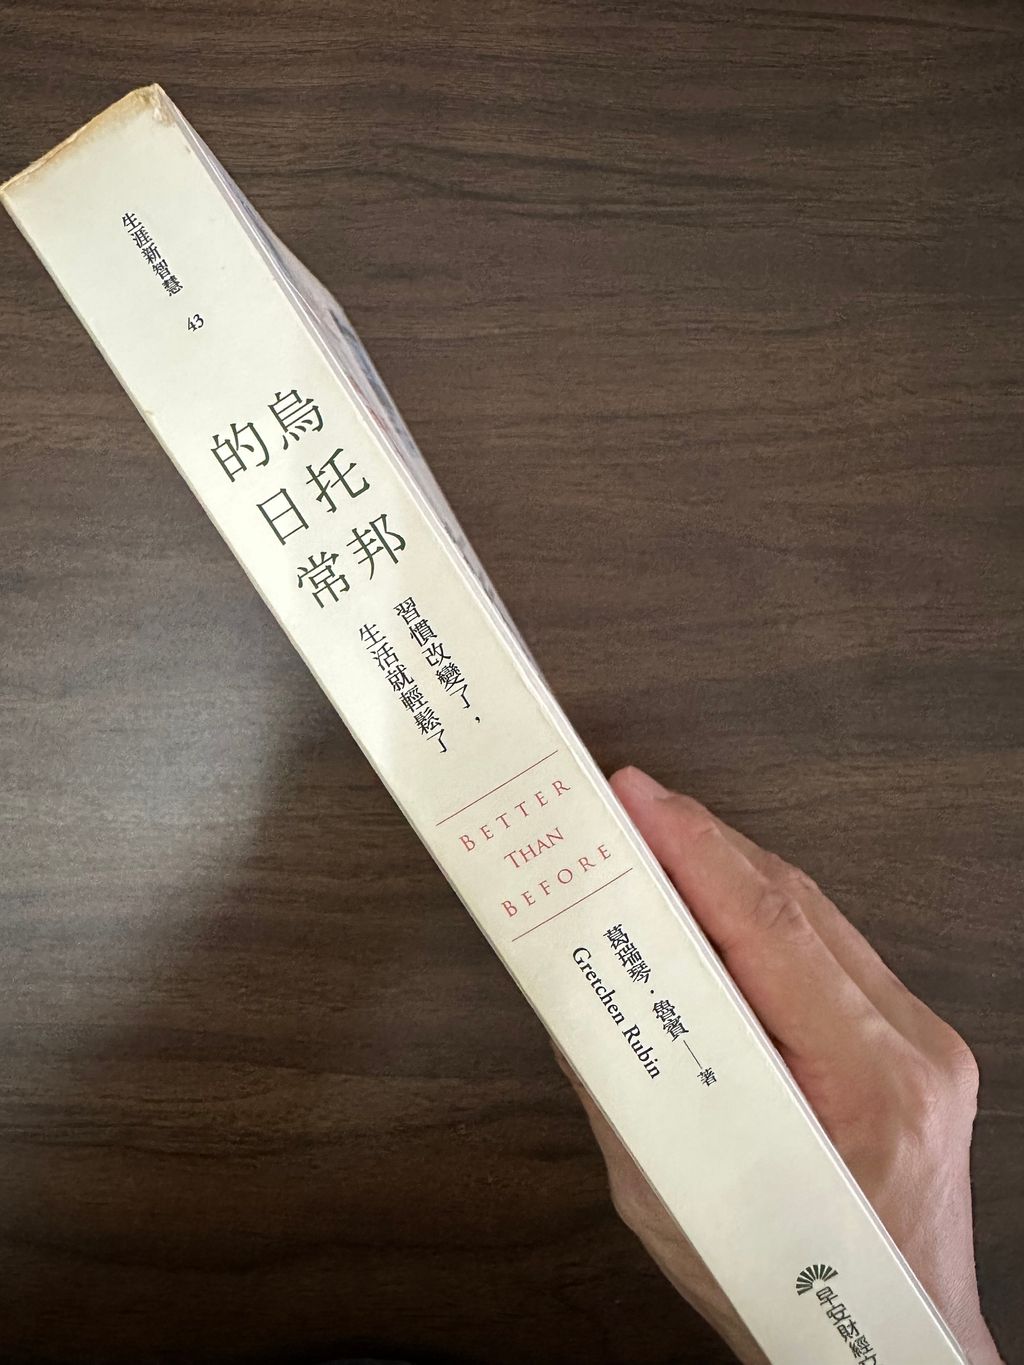 生涯新智慧 43
烏托邦
的日常
習慣改變了，
生活就輕鬆了
BETTER
THAN
BEFORE
葛瑞琴・魯賓──著
Gretchen Rubin
早安財經